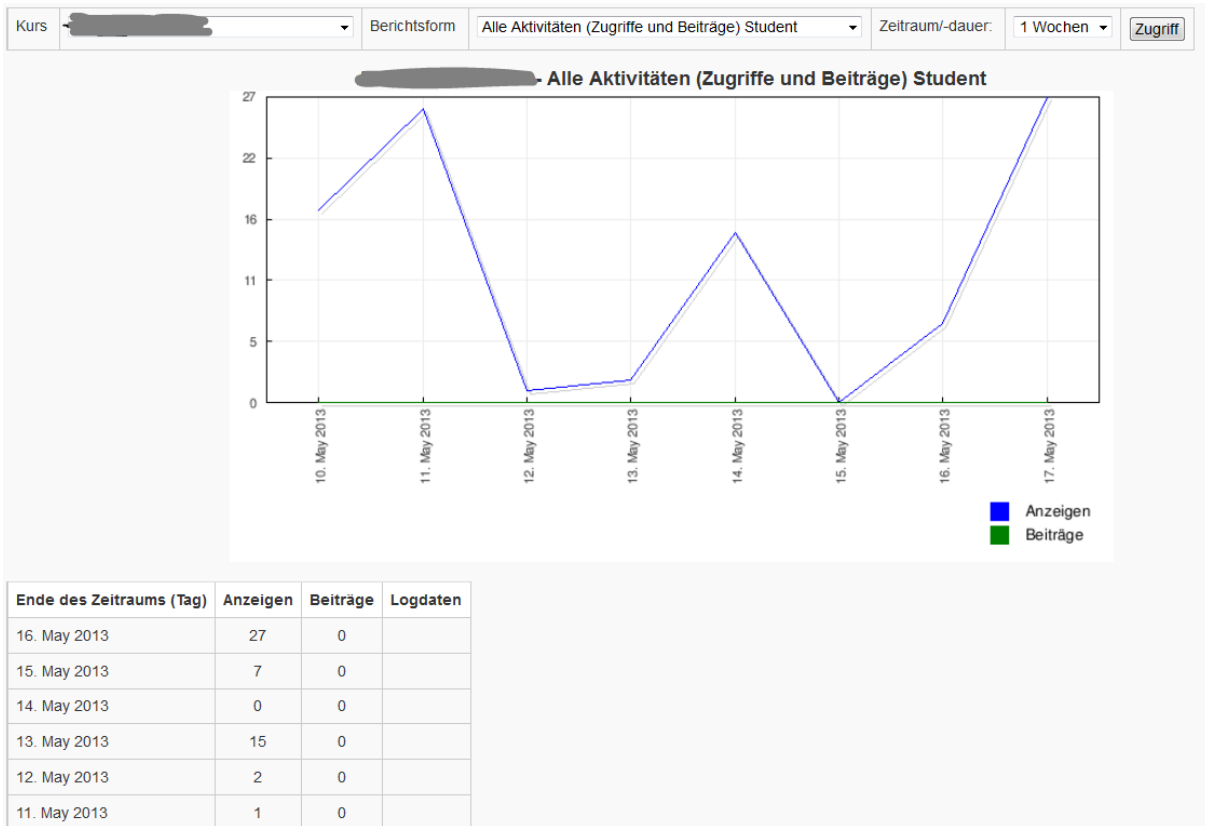 Kurs Berichtsform Alle Aktivitäten (Zugriffe und Beiträge) Student Zeitraum/-dauer: 1 Wochen Zugriff
- Alle Aktivitäten (Zugriffe und Beiträge) Student
27
22
16
11
5
0
10. May 2013 11. May 2013 12. May 2013 13. May 2013 14. May 2013 15. May 2013 16. May 2013 17. May 2013
Anzeigen
Beiträge
Ende des Zeitraums (Tag) Anzeigen Beiträge Logdaten
16. May 2013 27 0
15. May 2013 7 0
14. May 2013 0 0
13. May 2013 15 0
12. May 2013 2 0
11. May 2013 1 0